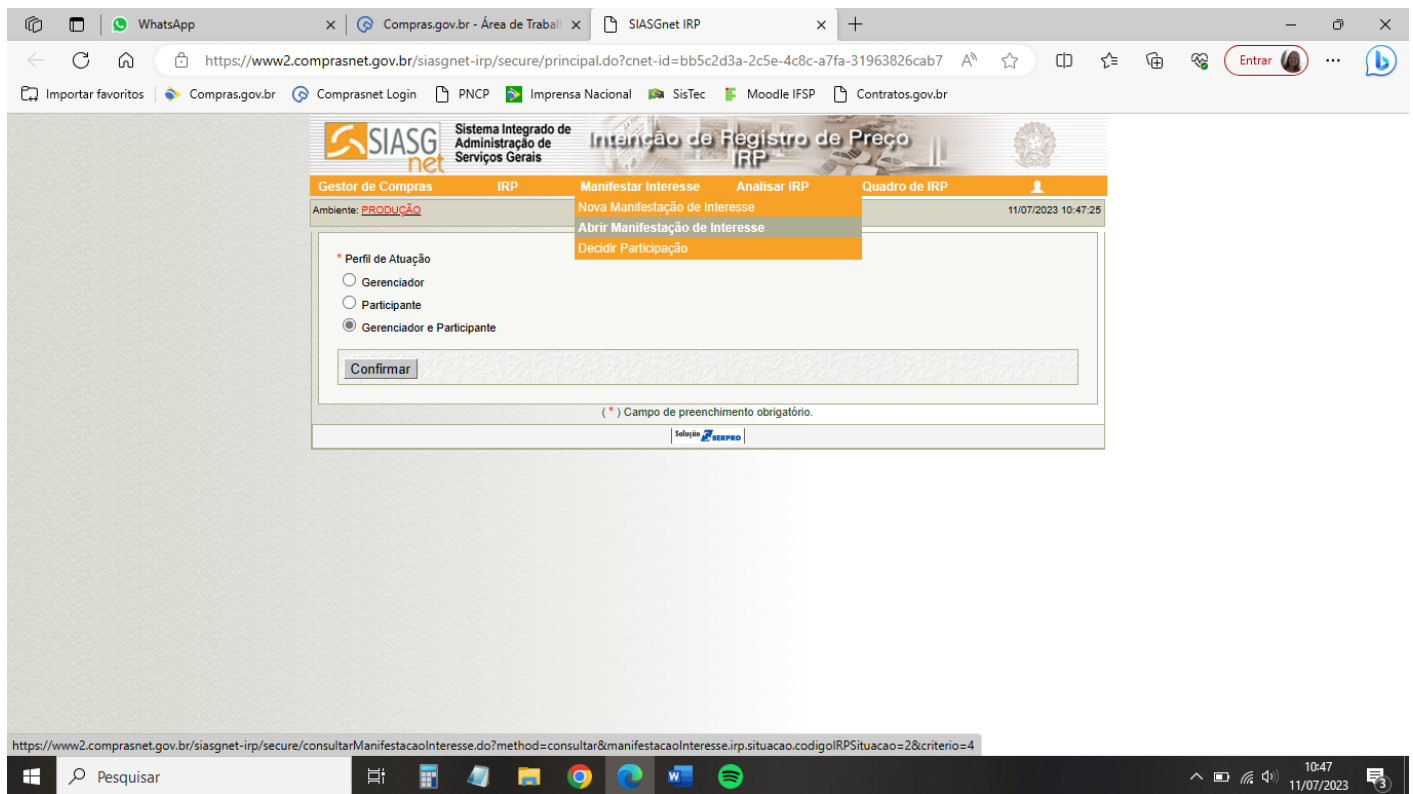 WhatsApp
Compras.gov.br - Área de Trabal
SIASGnet IRP
https://www2.comprasnet.gov.br/siasgnet-irp/secure/principal.do?cnet-id=bb5c2d3a-2c5e-4c8c-a7fa-31963826cab7
Entrar
Importar favoritos
Compras.gov.br
Comprasnet Login
PNCP
Imprensa Nacional
SisTec
Moodle IFSP
Contratos.gov.br
SIASG
net
Sistema Integrado de
Administração de
Serviços Gerais
Intenção de Registro de Preço
IRP
Gestor de Compras IRP Manifestar Interesse Analisar IRP Quadro de IRP
Ambiente: PRODUÇÃO
11/07/2023 10:47:25
Nova Manifestação de Interesse
Abrir Manifestação de Interesse
Decidir Participação
* Perfil de Atuação
Gerenciador
Participante
Gerenciador e Participante
Confirmar
( * ) Campo de preenchimento obrigatório.
Solução SERPRO
https://www2.comprasnet.gov.br/siasgnet-irp/secure/consultarManifestacaoInteresse.do?method=consultar&manifestacaoInteresse.irp.situacao.codigoIRPSituacao=2&criterio=4
Pesquisar
10:47
11/07/2023
3